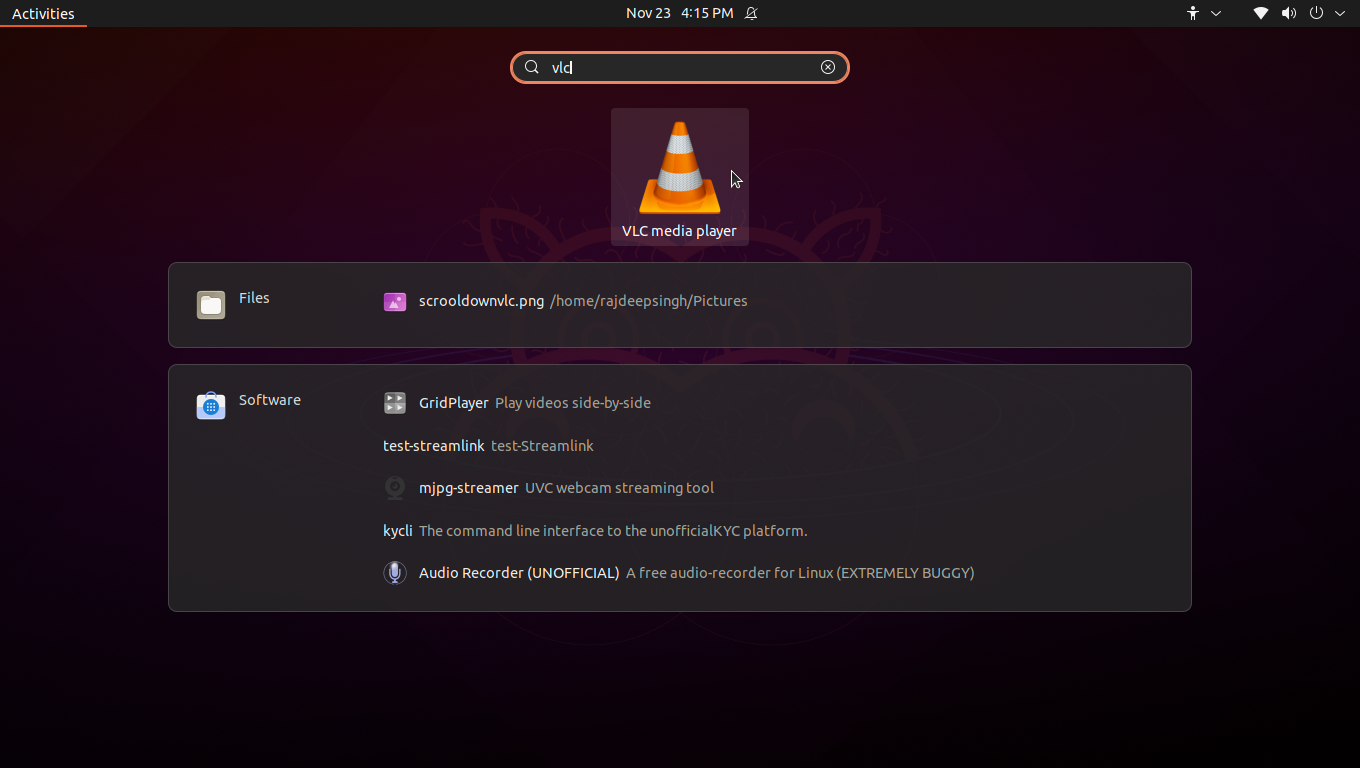 Activities
Nov 23 4:15 PM
vlc
VLC media player
Files
scrooldownvlc.png /home/rajdeepsingh/Pictures
Software
GridPlayer Play videos side-by-side
test-streamlink test-Streamlink
mjpg-streamer UVC webcam streaming tool
kycli The command line interface to the unofficialKYC platform.
Audio Recorder (UNOFFICIAL) A free audio-recorder for Linux (EXTREMELY BUGGY)